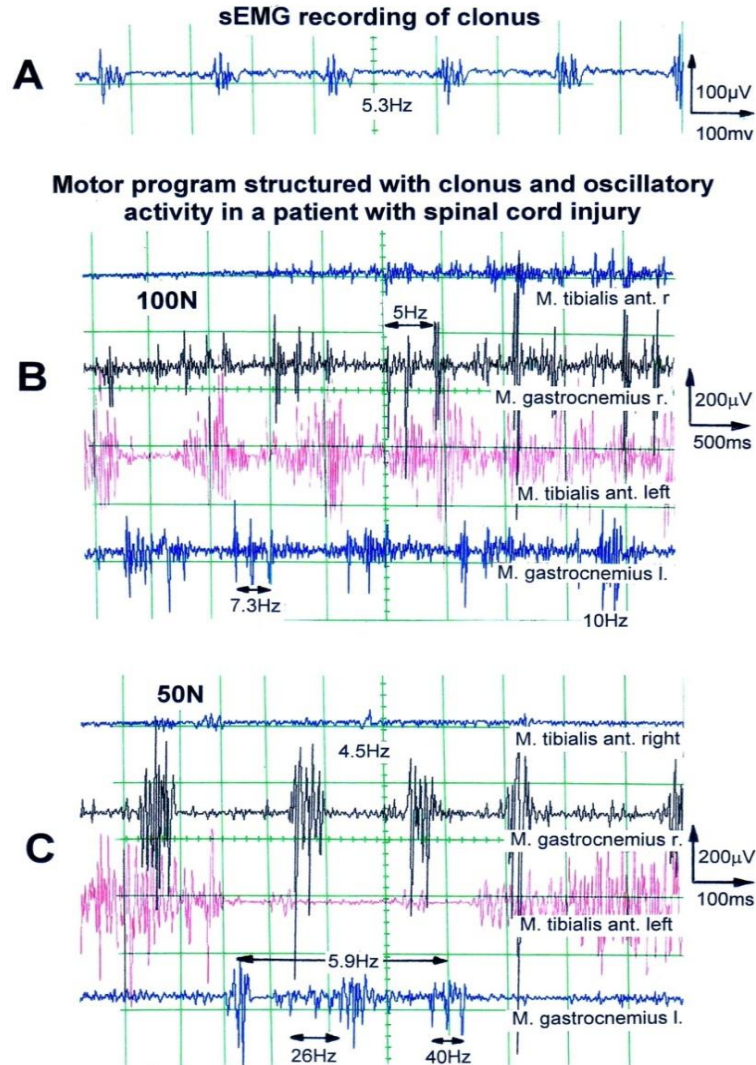 sEMG recording of clonus
A
5.3Hz
100µV
100mv
Motor program structured with clonus and oscillatory
activity in a patient with spinal cord injury
B
100N
M. tibialis ant. r
5Hz
M. gastrocnemius r.
200µV
500ms
M. tibialis ant. left
M. gastrocnemius l.
7.3Hz
10Hz
C
50N
4.5Hz
M. tibialis ant. right
M. gastrocnemius r.
200µV
100ms
M. tibialis ant. left
5.9Hz
M. gastrocnemius l.
26Hz
40Hz